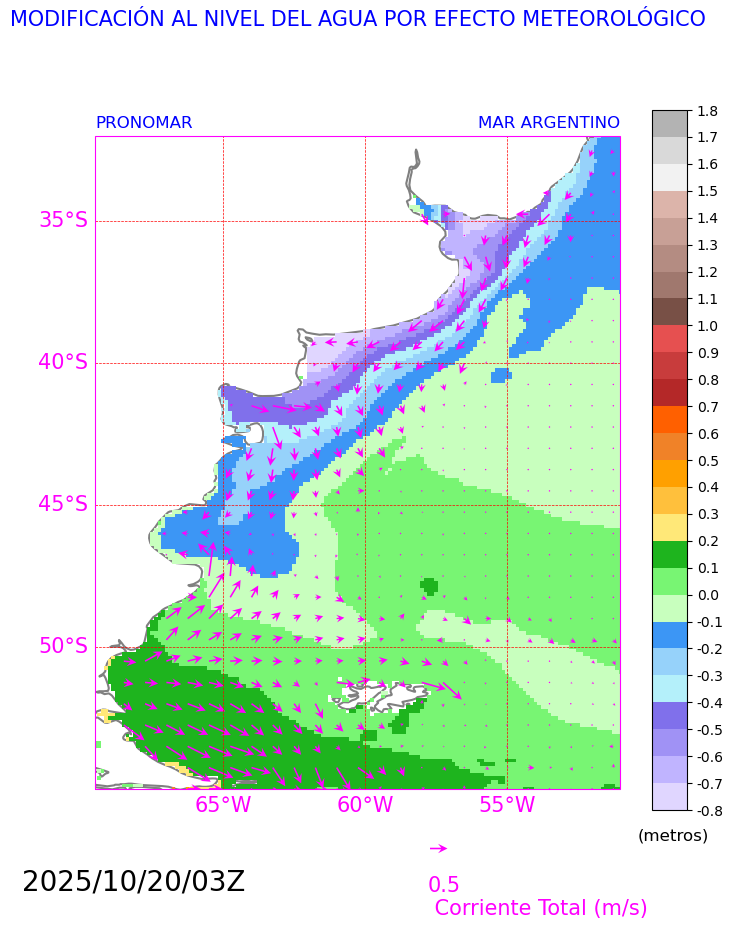 MODIFICACIÓN AL NIVEL DEL AGUA POR EFECTO METEOROLÓGICO
PRONOMAR MAR ARGENTINO
35°S
40°S
45°S
50°S
65°W 60°W 55°W
1.8
1.7
1.6
1.5
1.4
1.3
1.2
1.1
1.0
0.9
0.8
0.7
0.6
0.5
0.4
0.3
0.2
0.1
0.0
-0.1
-0.2
-0.3
-0.4
-0.5
-0.6
-0.7
-0.8
(metros)
2025/10/20/03Z
0.5
Corriente Total (m/s)